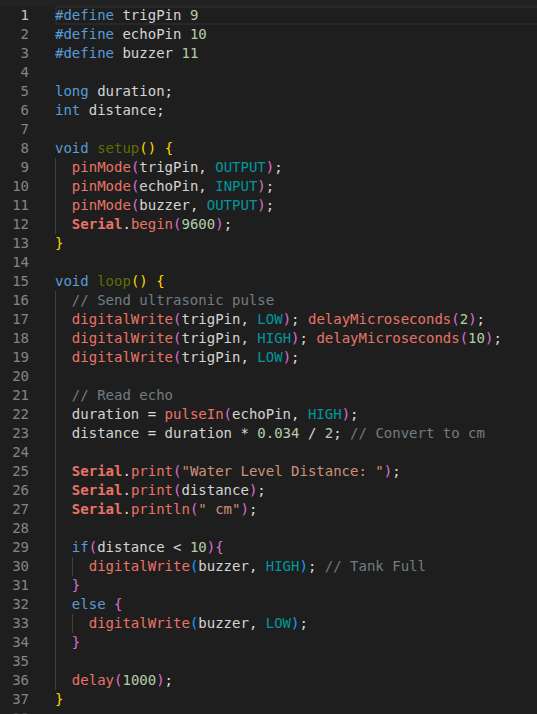 1 #define trigPin 9
2 #define echoPin 10
3 #define buzzer 11
4
5 long duration;
6 int distance;
7
8 void setup() {
9   pinMode(trigPin, OUTPUT);
10   pinMode(echoPin, INPUT);
11   pinMode(buzzer, OUTPUT);
12   Serial.begin(9600);
13 }
14
15 void loop() {
16   // Send ultrasonic pulse
17   digitalWrite(trigPin, LOW); delayMicroseconds(2);
18   digitalWrite(trigPin, HIGH); delayMicroseconds(10);
19   digitalWrite(trigPin, LOW);
20
21   // Read echo
22   duration = pulseIn(echoPin, HIGH);
23   distance = duration * 0.034 / 2; // Convert to cm
24
25   Serial.print("Water Level Distance: ");
26   Serial.print(distance);
27   Serial.println(" cm");
28
29   if(distance < 10){
30     digitalWrite(buzzer, HIGH); // Tank Full
31   }
32   else {
33     digitalWrite(buzzer, LOW);
34   }
35
36   delay(1000);
37 }